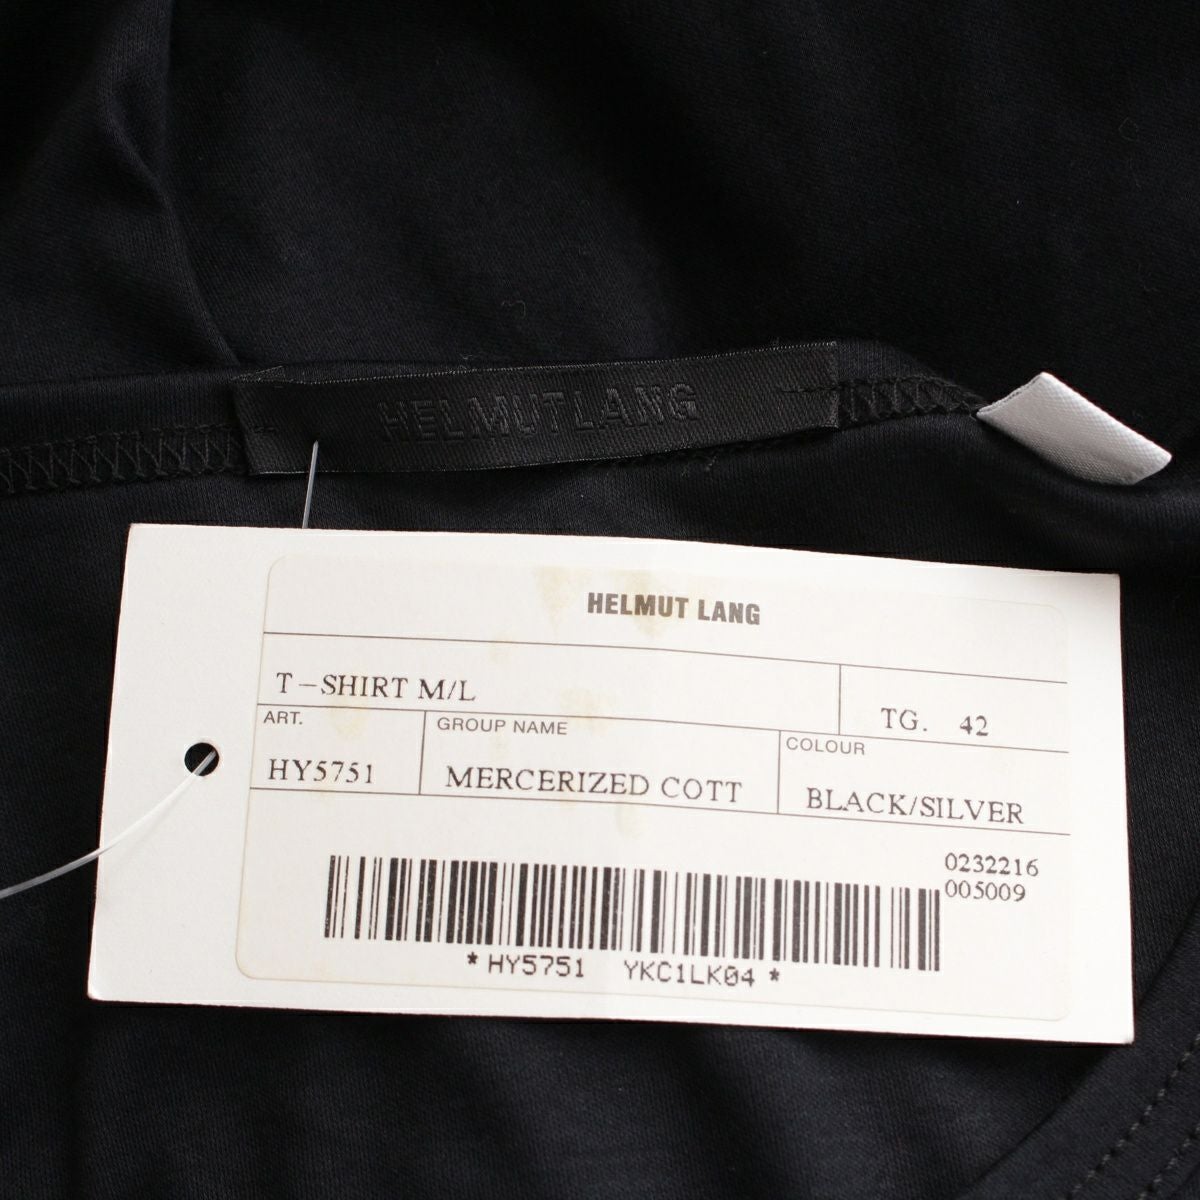 HELMUT LANG
HELMUT LANG
T-SHIRT M/L
TG. 42
ART.
GROUP NAME
COLOUR
HY5751
MERCERIZED COTT
BLACK/SILVER
0232216
005009
*HY5751 YKC1LK04*